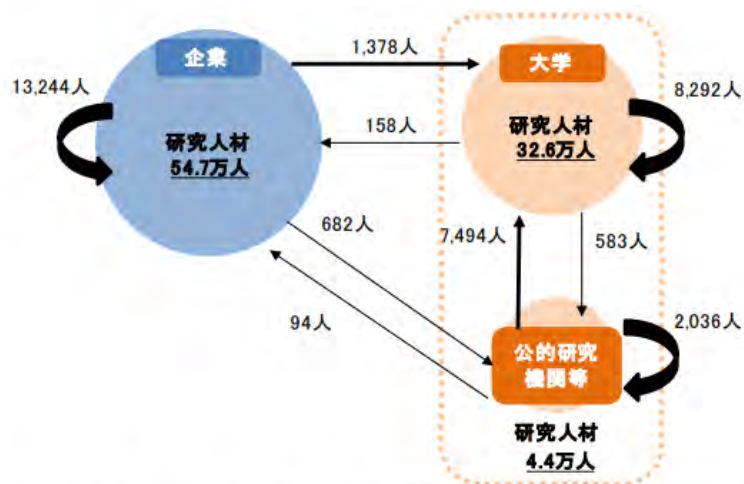 企業
1,378人
大学
13,244人
8,292人
研究人材
54.7万人
158人
研究人材
32.6万人
682人
7,494人
583人
94人
2,036人
公的研究
機関等
研究人材
4.4万人